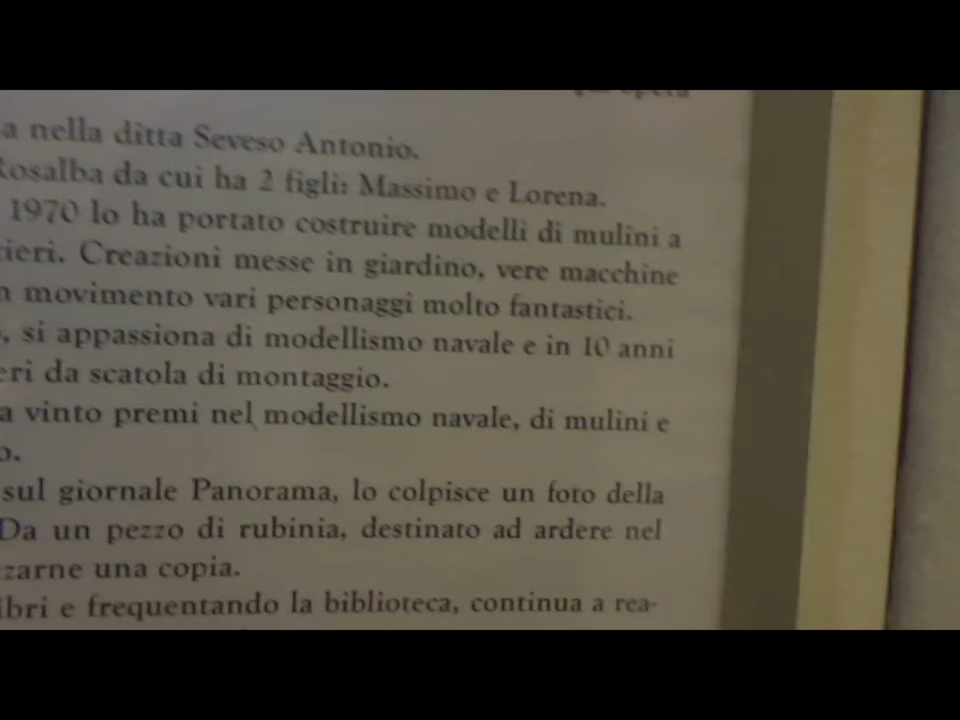 a nella ditta Seveso Antonio.
Rosalba da cui ha 2 figli: Massimo e Lorena.
1970 lo ha portato costruire modelli di mulini a
tieri. Creazioni messe in giardino, vere macchine
n movimento vari personaggi molto fantastici.
, si appassiona di modellismo navale e in 10 anni
eri da scatola di montaggio.
a vinto premi nel modellismo navale, di mulini e
o.
sul giornale Panorama, lo colpisce un foto della
Da un pezzo di rubinia, destinato ad ardere nel
zzarne una copia.
ibri e frequentando la biblioteca, continua a rea-